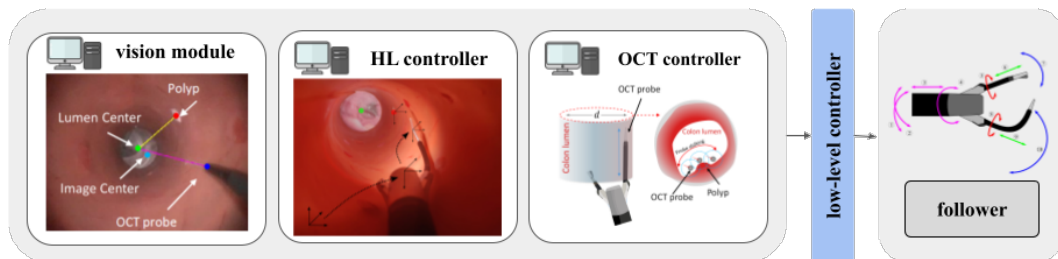 vision module
Polyp
Lumen Center
Image Center
OCT probe
HL controller
OCT controller
OCT probe
d
Colon lumen
Colon lumen
OCT probe
Polyp
low-level controller
follower